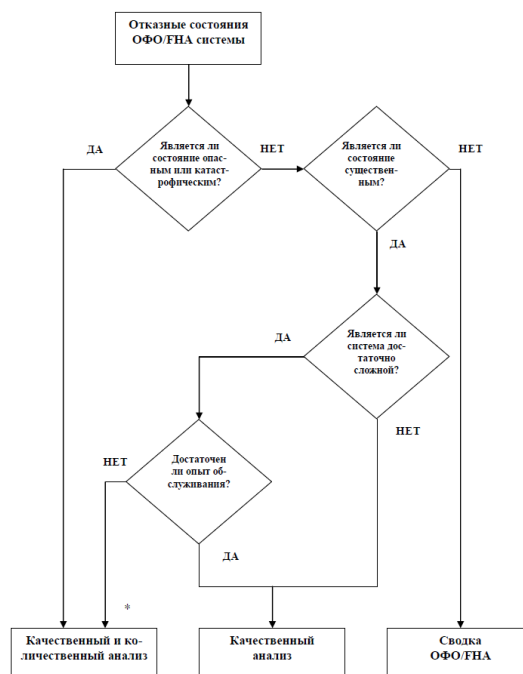 Отказные состояния
ОФО/FHA системы
ДА
Является ли
состояние опас-
ным или катаст-
рофическим?
НЕТ
Является ли
состояние
существен-
ным?
НЕТ
ДА
ДА
Является ли
система дос-
таточно
сложной?
НЕТ
НЕТ
Достаточен
ли опыт об-
служивания?
ДА
*
Качественный и ко-
личественный анализ
Качественный
анализ
Сводка
ОФО/FHA